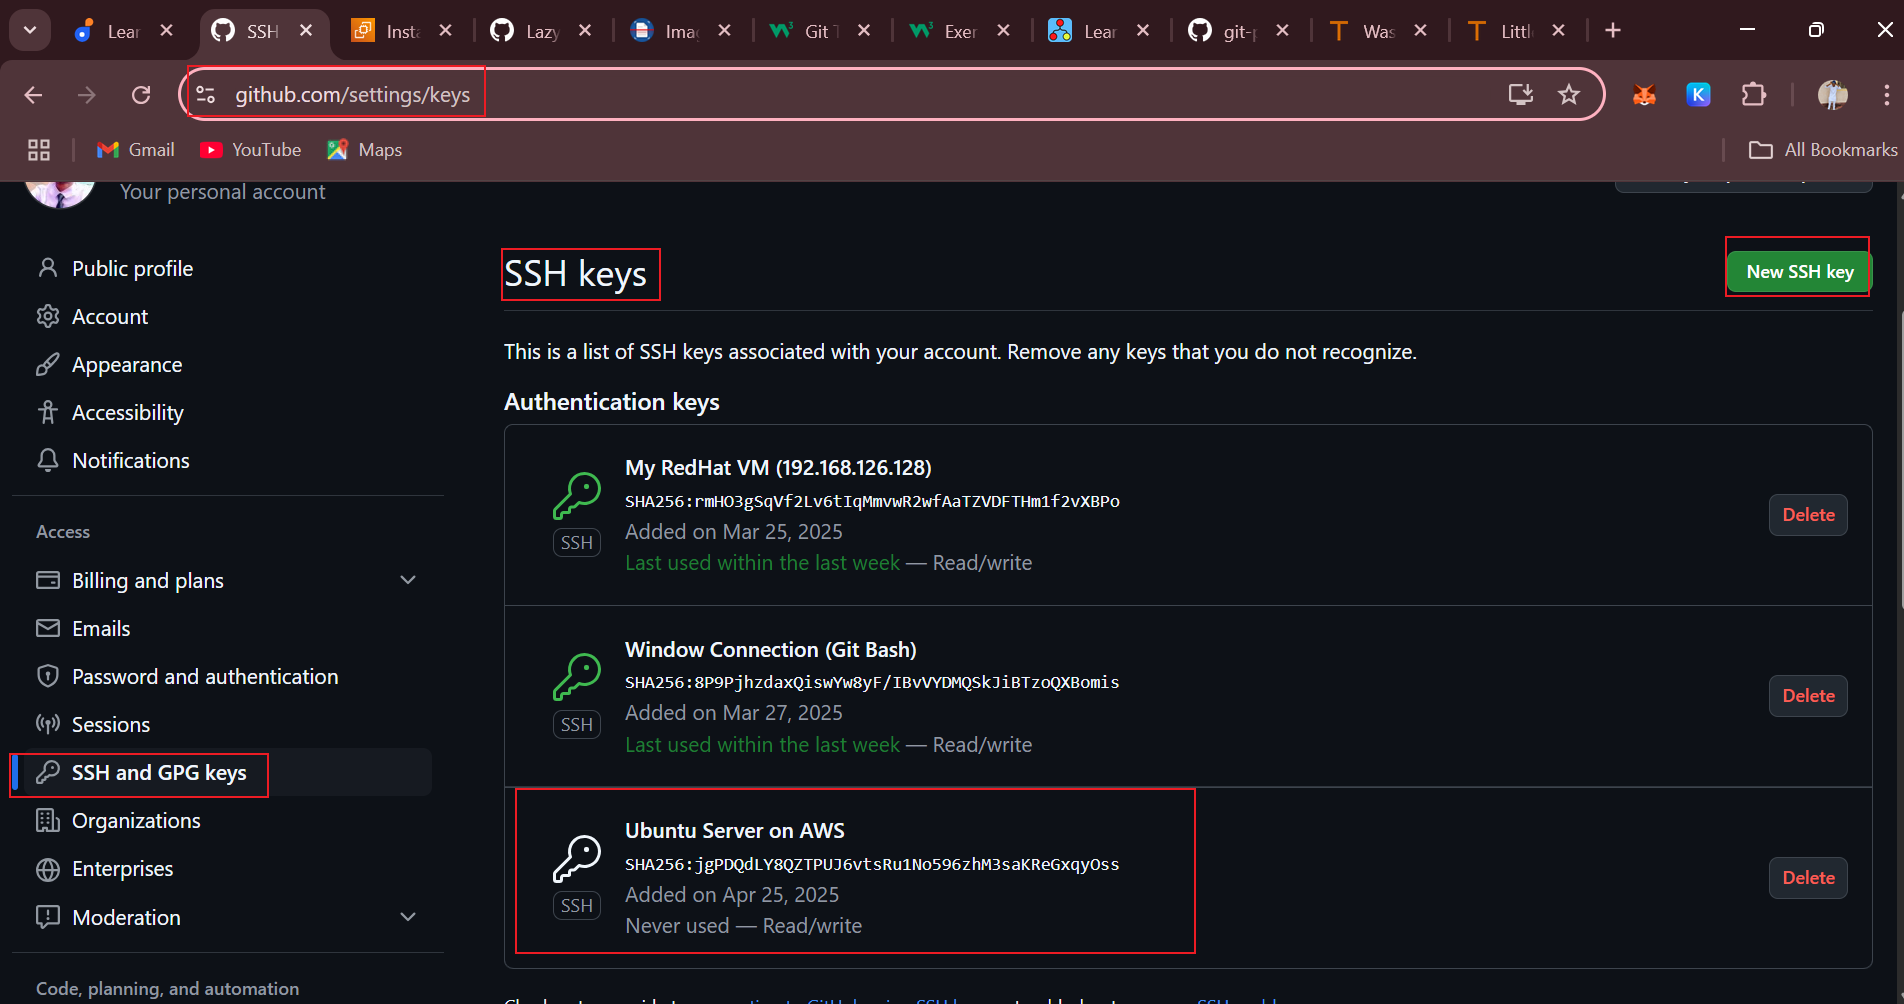 Lear
SSH
Insta
Lazy
Imag
Git T
Exer
Lear
git-p
Was
Littl
github.com/settings/keys
K
Gmail
YouTube
Maps
All Bookmarks
Your personal account
Public profile
Account
Appearance
Accessibility
Notifications
Access
Billing and plans
Emails
Password and authentication
Sessions
SSH and GPG keys
Organizations
Enterprises
Moderation
Code, planning, and automation
SSH keys
New SSH key
This is a list of SSH keys associated with your account. Remove any keys that you do not recognize.
Authentication keys
My RedHat VM (192.168.126.128)
SHA256:rmHO3gSqVf2Lv6tIqMmvwR2wfAaTZVDFTHm1f2vXBPo
Added on Mar 25, 2025
Last used within the last week — Read/write
SSH
Delete
Window Connection (Git Bash)
SHA256:8P9PjhzdaxQiswYw8yF/IBvVYDMQSkJiBTzoQXBomis
Added on Mar 27, 2025
Last used within the last week — Read/write
SSH
Delete
Ubuntu Server on AWS
SHA256:jgPDQdLY8QZTPUJ6vtsRu1No596zhM3saKReGxqyOss
Added on Apr 25, 2025
Never used — Read/write
SSH
Delete